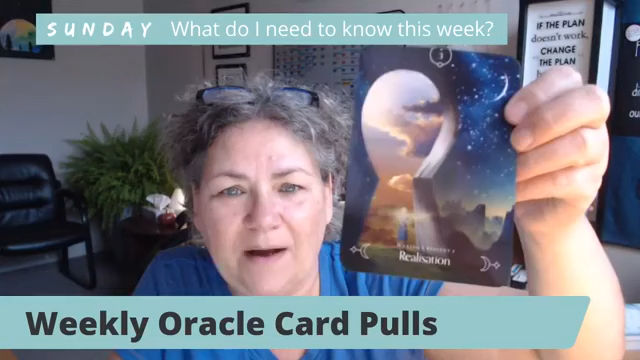 SUNDAY What do I need to know this week?
IF THE PLAN
doesn't work,
CHANGE
THE PLAN
Realisation
Weekly Oracle Card Pulls